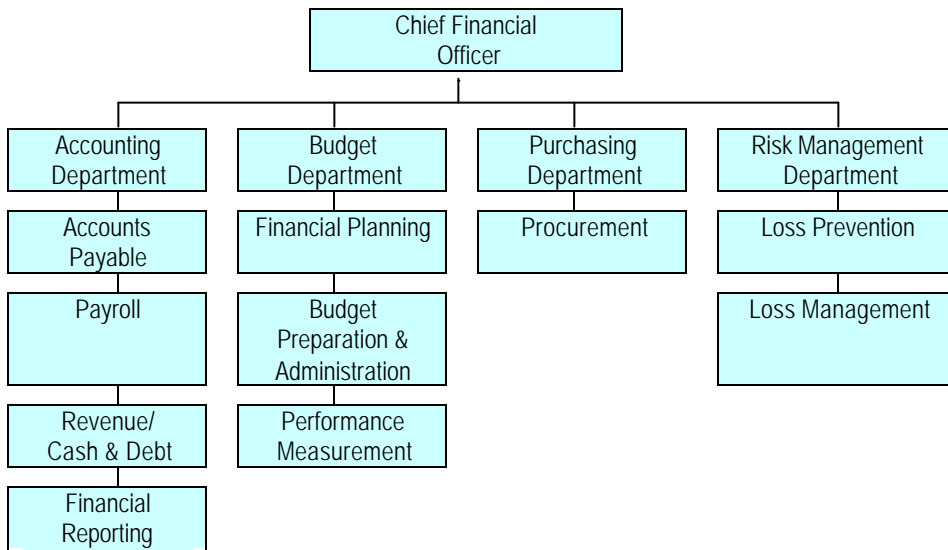 Chief Financial
Officer
Accounting
Department
Budget
Department
Purchasing
Department
Risk Management
Department
Accounts
Payable
Financial Planning
Procurement
Loss Prevention
Payroll
Budget
Preparation &
Administration
Loss Management
Revenue/
Cash & Debt
Performance
Measurement
Financial
Reporting